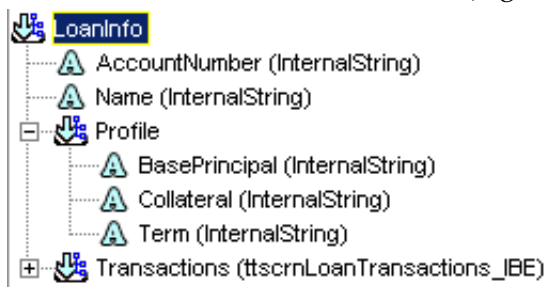 LoanInfo
AccountNumber (InternalString)
Name (InternalString)
Profile
BasePrincipal (InternalString)
Collateral (InternalString)
Term (InternalString)
Transactions (ttscrnLoanTransactions_IBE)